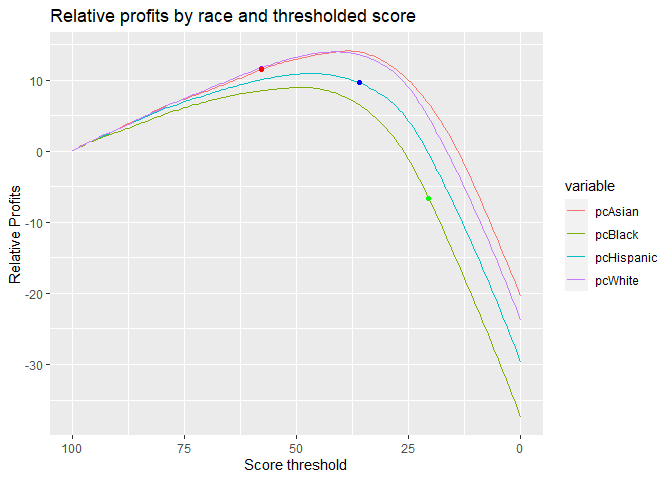 Relative profits by race and thresholded score
10
0
-10
-20
-30
Relative Profits
100
75
50
25
0
Score threshold
variable
pcAsian
pcBlack
pcHispanic
pcWhite